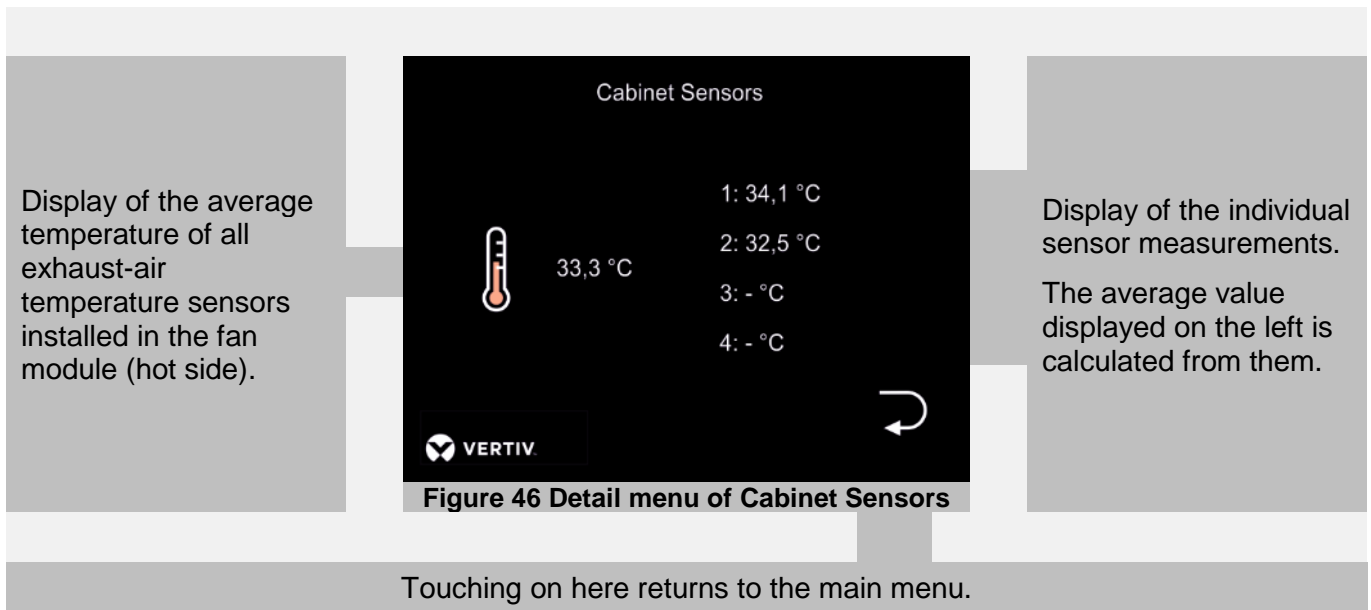 Display of the average
temperature of all
exhaust-air
temperature sensors
installed in the fan
module (hot side).
Cabinet Sensors
33,3 °C
1: 34,1 °C
2: 32,5 °C
3: - °C
4: - °C
VERTIV.
Figure 46 Detail menu of Cabinet Sensors
Display of the individual
sensor measurements.
The average value
displayed on the left is
calculated from them.
Touching on here returns to the main menu.